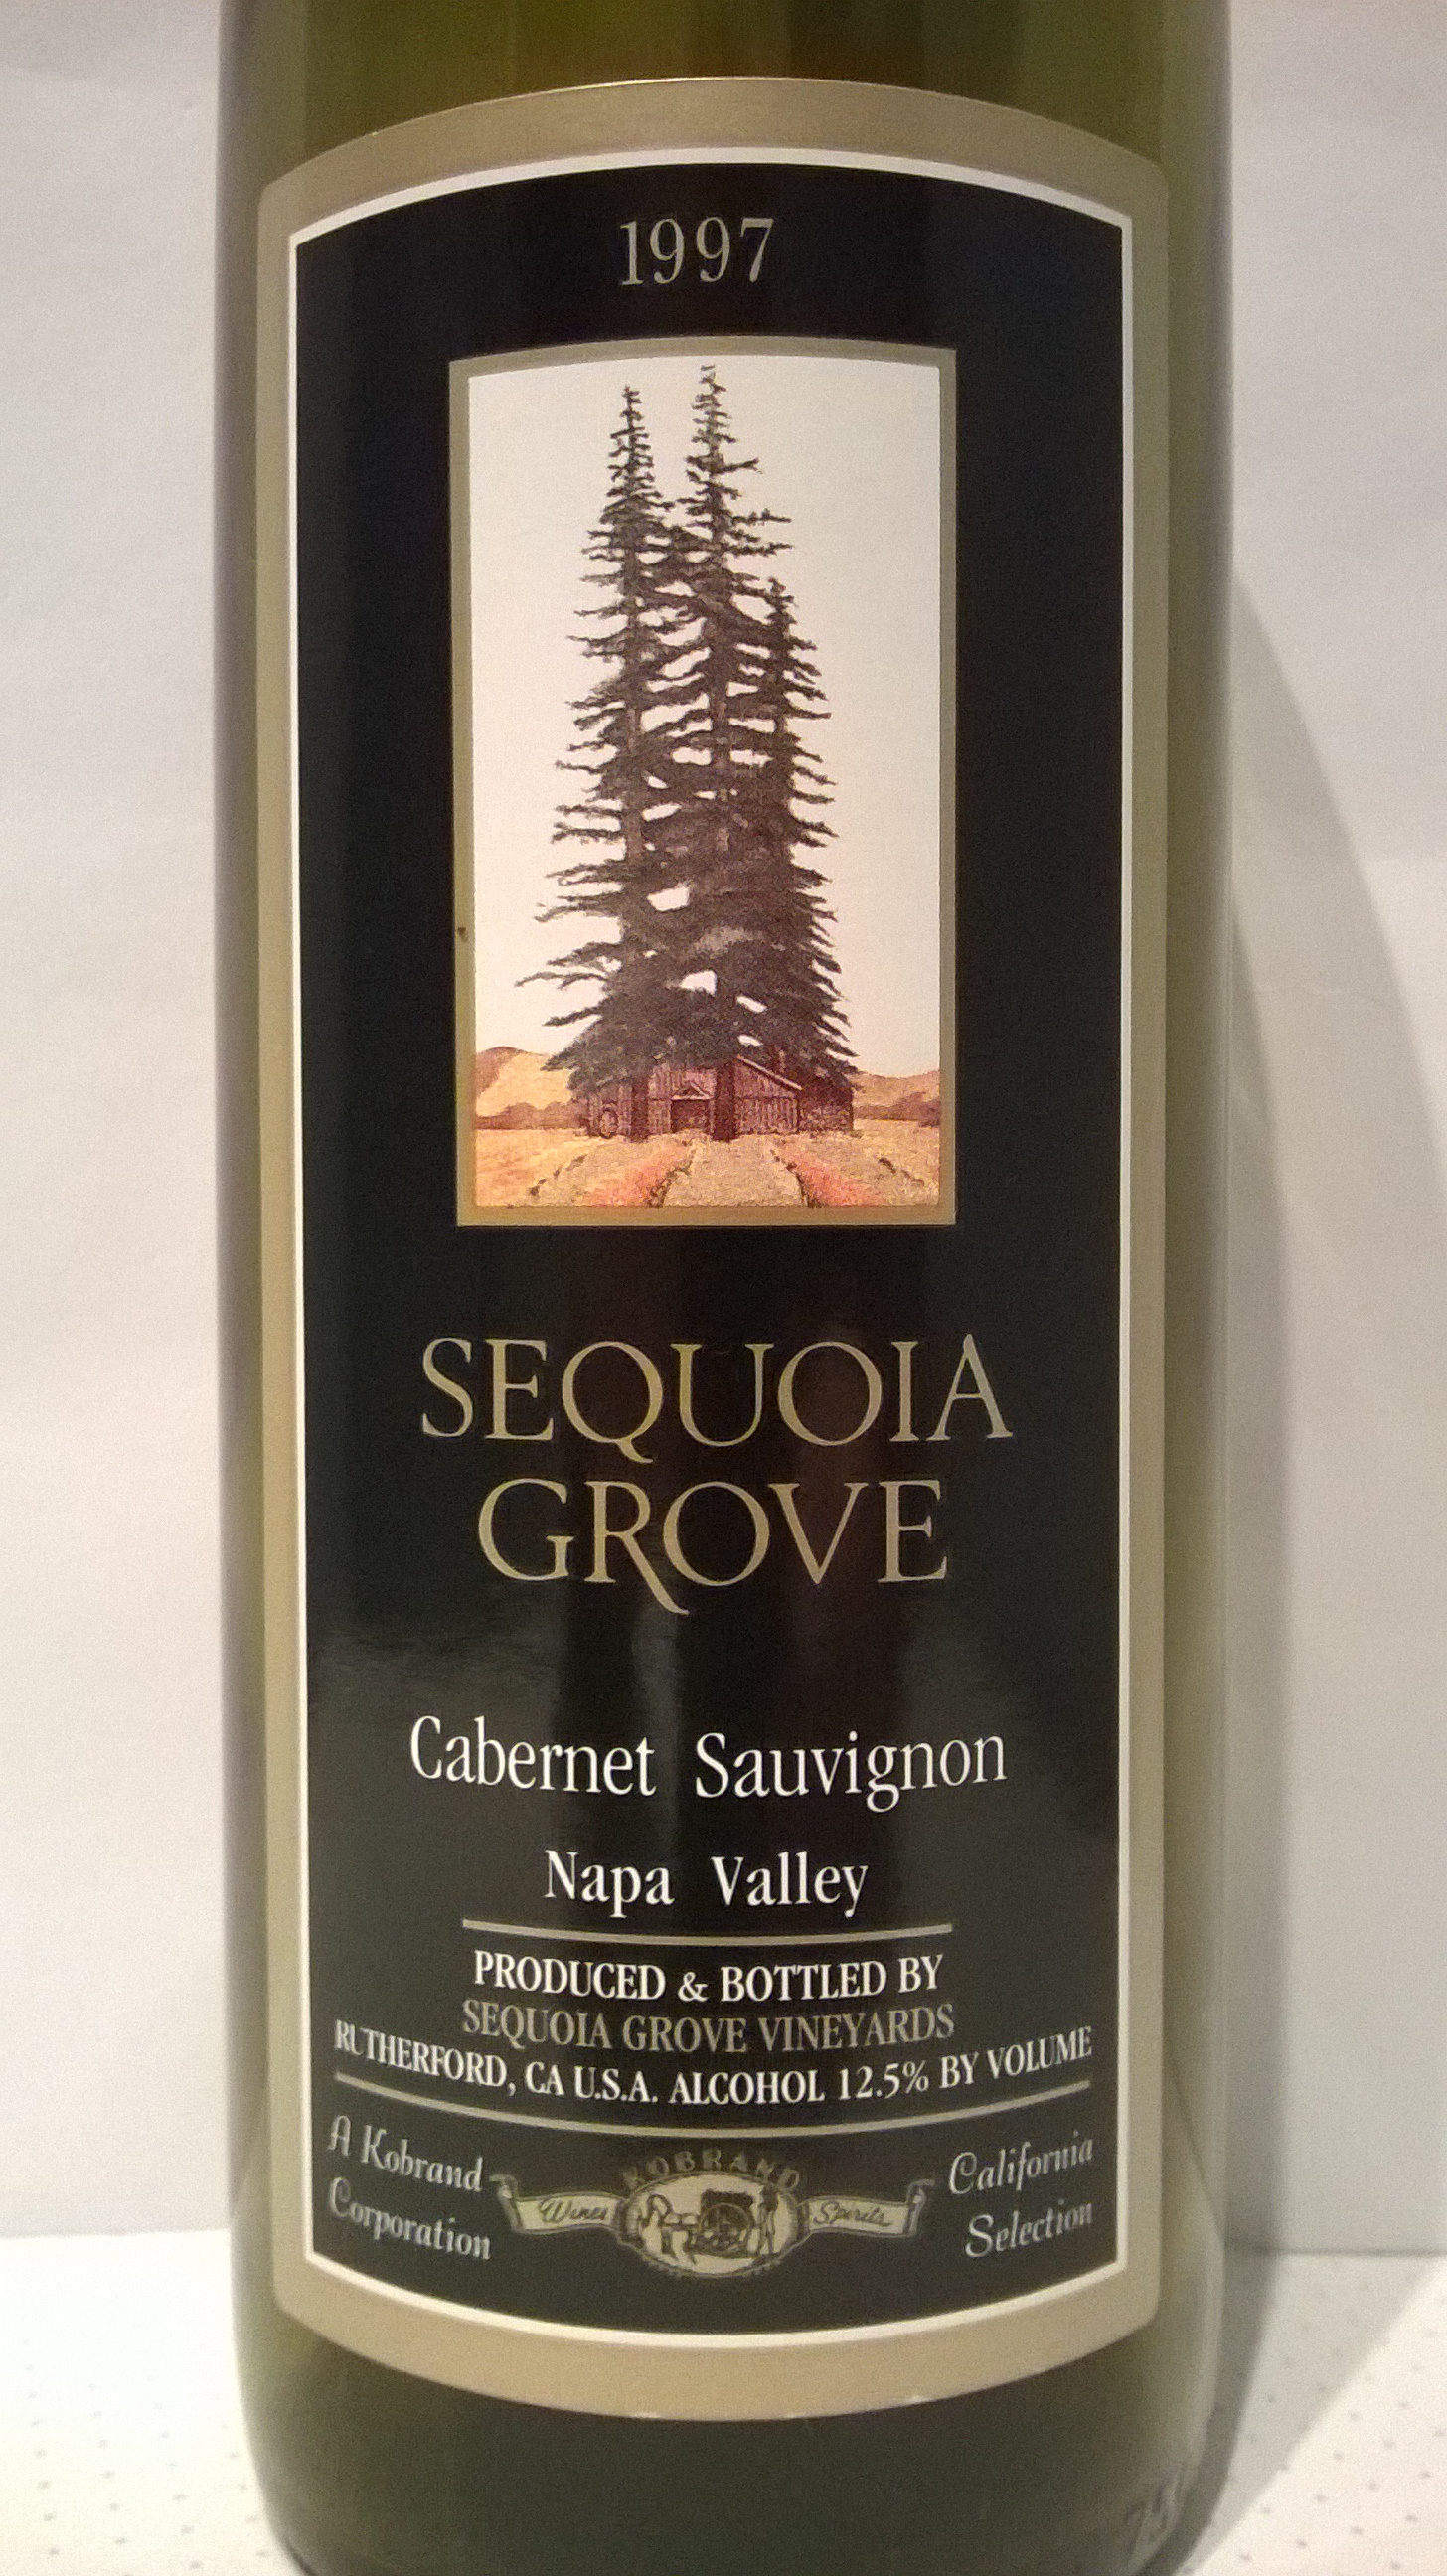 1997
SEQUOIA
GROVE
Cabernet Sauvignon
Napa Valley
PRODUCED & BOTTLED BY
SEQUOIA GROVE VINEYARDS
RUTHERFORD, CA U.S.A. ALCOHOL 12.5% BY VOLUME
A Kobrand
Corporation
KOBRAND
Wines Spirits
California
Selection